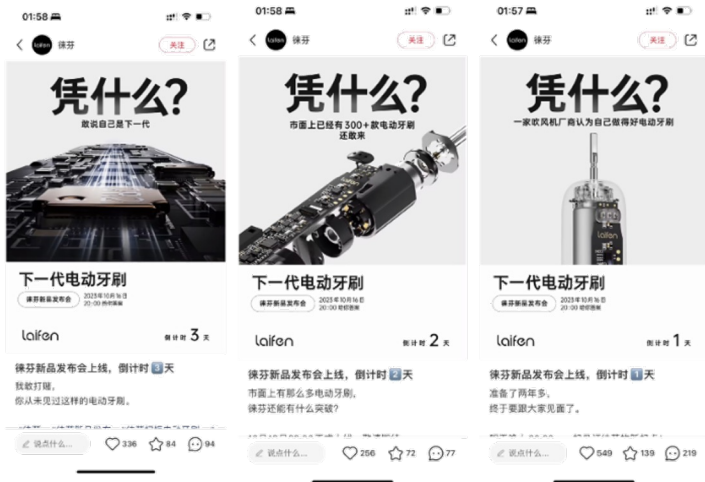 01:58
laifen
徕芬
关注
凭什么?
敢说自己是下一代
下一代电动牙刷
徕芬新品发布会
2023年10月16日
laifen
倒计时 3 天
徕芬新品发布会上线，倒计时3️⃣天
我敢打赌，
你从未见过这样的电动牙刷。
说点什么...
336
84
94
01:58
laifen
徕芬
关注
凭什么?
市面上已经有300+款电动牙刷
还敢来
下一代电动牙刷
徕芬新品发布会
2023年10月16日
laifen
倒计时 2 天
徕芬新品发布会上线，倒计时2️⃣天
市面上有那么多电动牙刷，
徕芬还能有什么突破?
说点什么...
256
72
77
01:57
laifen
徕芬
关注
凭什么?
一家吹风机厂商认为自己做得好电动牙刷
laifen
下一代电动牙刷
徕芬新品发布会
2023年10月16日
laifen
倒计时 1 天
徕芬新品发布会上线，倒计时1️⃣天
准备了两年多，
终于要跟大家见面了。
说点什么...
549
139
219